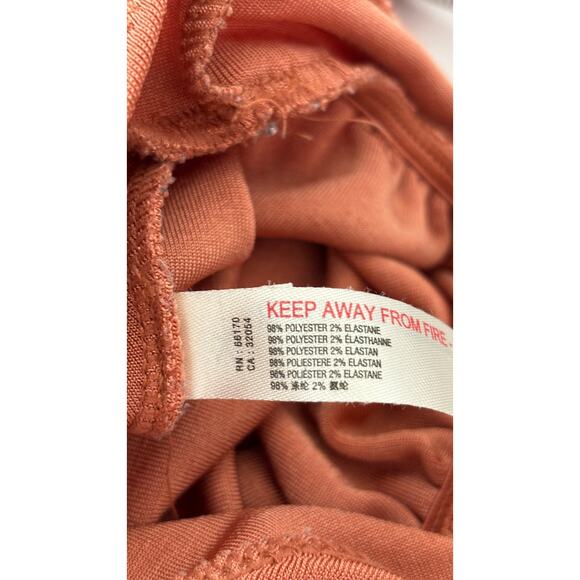 RN : 66170
CA : 32054
KEEP AWAY FROM FIRE -
98% POLYESTER 2% ELASTANE
98% POLYESTER 2% ÉLASTHANNE
98% POLYESTER 2% ELASTAN
98% POLIESTERE 2% ELASTAN
98% POLIÉSTER 2% ELASTANE
98% 涤纶 2% 氨纶